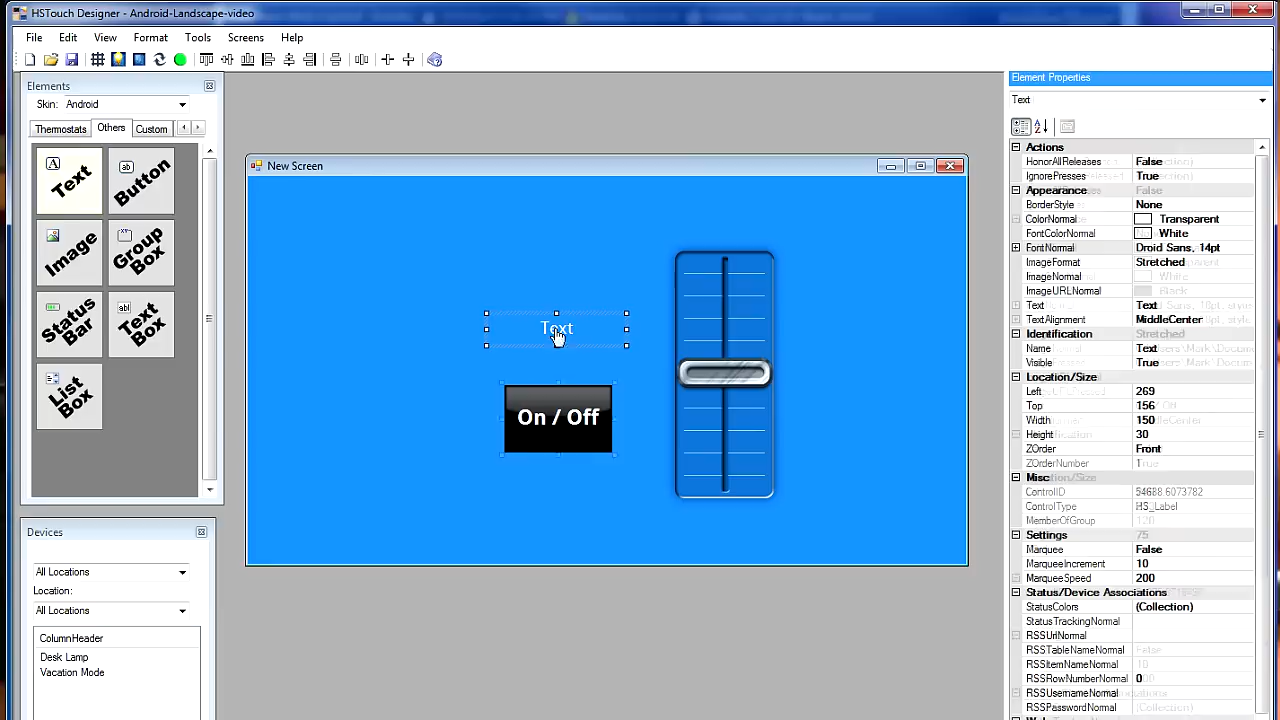 HSTouch Designer - Android-Landscape-video
File Edit View Format Tools Screens Help
Elements
Skin: Android
Thermostats Others Custom
Text
Button
Image
Group Box
Status Bar
Text Box
List Box
Devices
All Locations
Location:
All Locations
ColumnHeader
Desk Lamp
Vacation Mode
New Screen
Text
On / Off
Element Properties
Text
Actions
HonorAllReleases False
IgnorePresses True
Appearance
BorderStyle None
ColorNormal Transparent
FontColorNormal White
FontNormal Droid Sans, 14pt
ImageFormat Stretched
ImageNormal
ImageURLNormal
Text Text
TextAlignment MiddleCenter
Identification
Name Text
Visible True
Location/Size
Left 269
Top 156
Width 150
Height 30
ZOrder Front
ZOrderNumber 1
Misc
ControlID
ControlType HS_Label
MemberOfGroup
Settings
Marquee False
MarqueeIncrement 10
MarqueeSpeed 200
Status/Device Associations
StatusColors (Collection)
StatusTrackingNormal
RSSUrlNormal
RSSTableNameNormal
RSSItemNameNormal
RSSRowNumberNormal 0
RSSUsernameNormal
RSSPasswordNormal